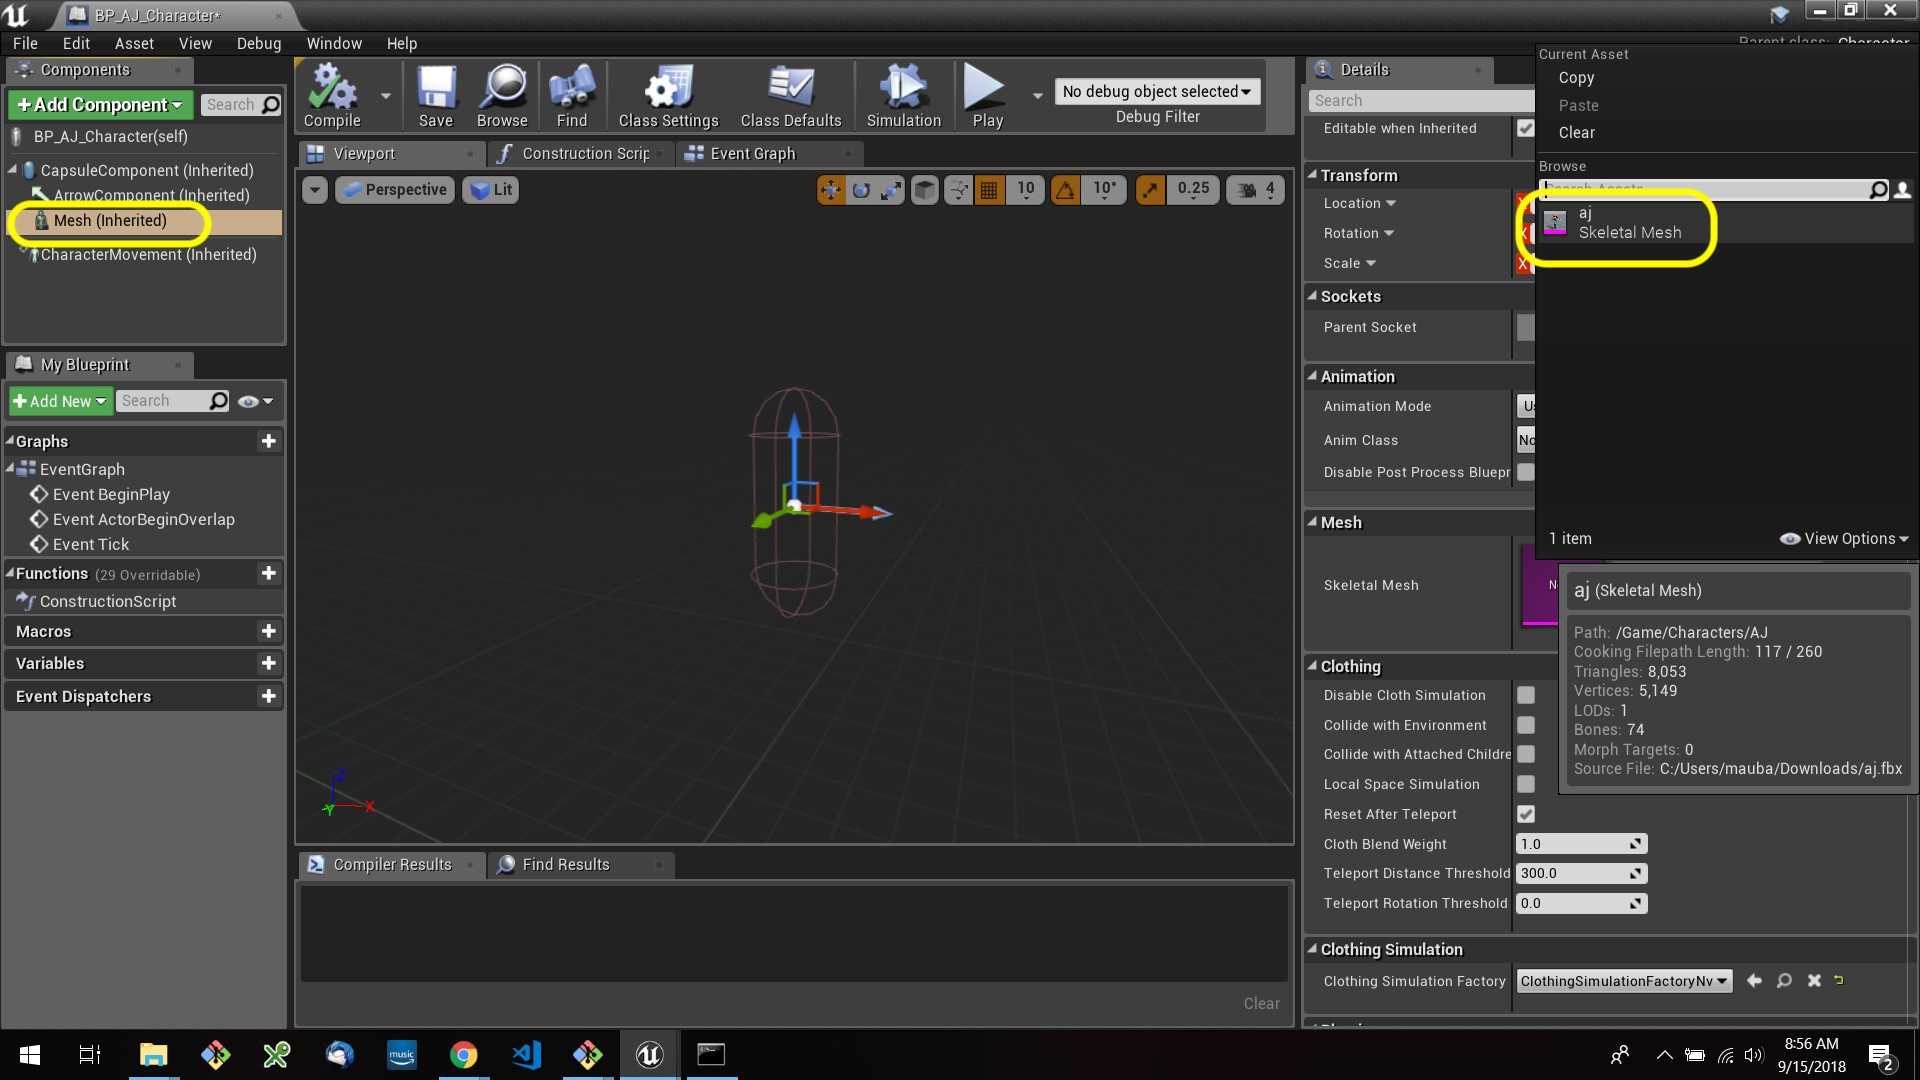 BP_AJ_Character*
File Edit Asset View Debug Window Help
Parent class: Character
Components
+Add Component
Search
BP_AJ_Character(self)
CapsuleComponent (Inherited)
ArrowComponent (Inherited)
Mesh (Inherited)
CharacterMovement (Inherited)
My Blueprint
+Add New
Search
Graphs
EventGraph
Event BeginPlay
Event ActorBeginOverlap
Event Tick
Functions (29 Overridable)
ConstructionScript
Macros
Variables
Event Dispatchers
Compile
Save
Browse
Find
Class Settings
Class Defaults
Simulation
Play
No debug object selected
Debug Filter
Viewport
Construction Scrip
Event Graph
Perspective
Lit
10
10°
0.25
4
Z
Y
X
Compiler Results
Find Results
Clear
Details
Search
Editable when Inherited
Transform
Location
Rotation
X
Scale
X
Sockets
Parent Socket
Animation
Animation Mode
Us
Anim Class
No
Disable Post Process Bluepr
Mesh
Skeletal Mesh
N
Clothing
Disable Cloth Simulation
Collide with Environment
Collide with Attached Childre
Local Space Simulation
Reset After Teleport
Cloth Blend Weight
1.0
Teleport Distance Threshold
300.0
Teleport Rotation Threshold
0.0
Clothing Simulation
Clothing Simulation Factory
ClothingSimulationFactoryNv
Current Asset
Copy
Paste
Clear
Browse
Search Assets
aj
Skeletal Mesh
1 item
View Options
aj (Skeletal Mesh)
Path: /Game/Characters/AJ
Cooking Filepath Length: 117 / 260
Triangles: 8,053
Vertices: 5,149
LODs: 1
Bones: 74
Morph Targets: 0
Source File: C:/Users/mauba/Downloads/aj.fbx
music
8:56 AM
9/15/2018
2